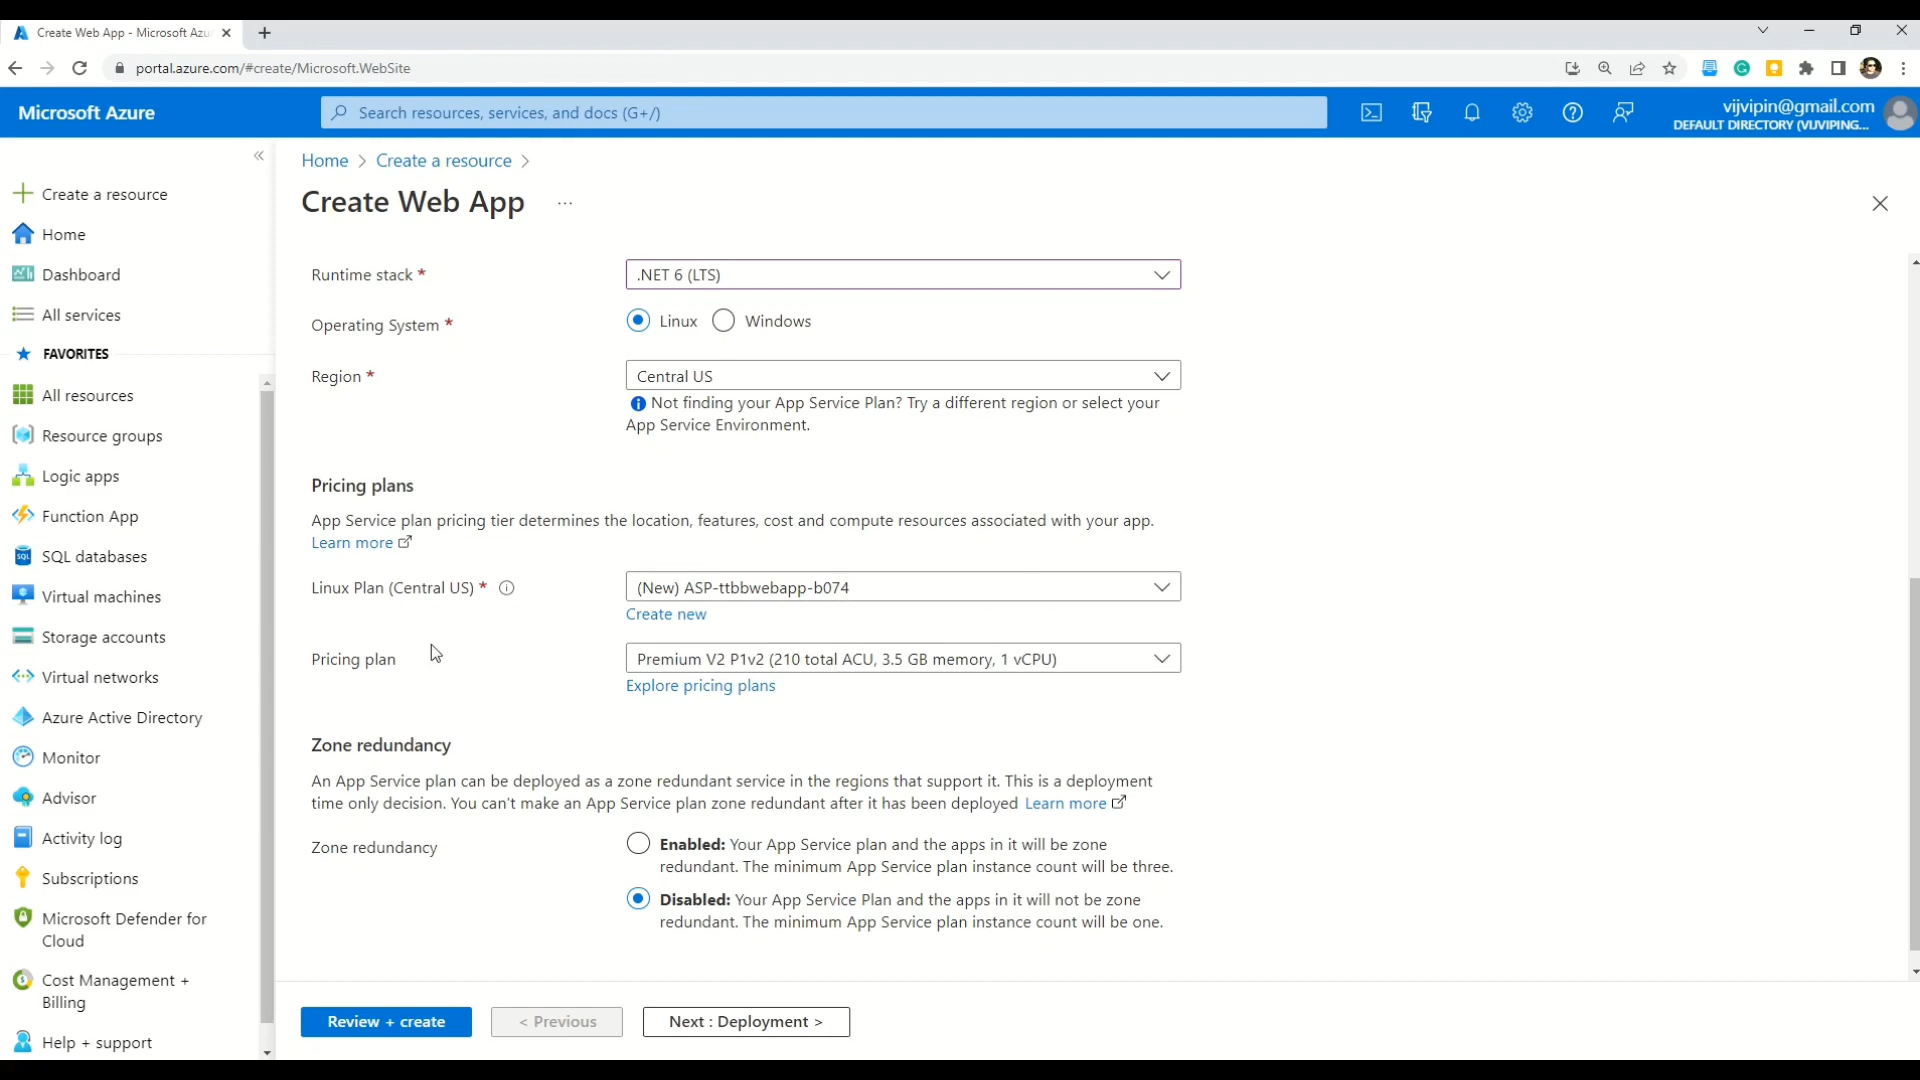 Create Web App - Microsoft Azu
portal.azure.com/#create/Microsoft.WebSite
Microsoft Azure
Search resources, services, and docs (G+/)
vijvipin@gmail.com
DEFAULT DIRECTORY (VIJVIPING...
Home > Create a resource >
Create Web App ...
Create a resource
Home
Dashboard
All services
FAVORITES
All resources
Resource groups
Logic apps
Function App
SQL databases
Virtual machines
Storage accounts
Virtual networks
Azure Active Directory
Monitor
Advisor
Activity log
Subscriptions
Microsoft Defender for
Cloud
Cost Management +
Billing
Help + support
Runtime stack *
.NET 6 (LTS)
Operating System *
Linux
Windows
Region *
Central US
Not finding your App Service Plan? Try a different region or select your
App Service Environment.
Pricing plans
App Service plan pricing tier determines the location, features, cost and compute resources associated with your app.
Learn more
Linux Plan (Central US) *
(New) ASP-ttbbwebapp-b074
Create new
Pricing plan
Premium V2 P1v2 (210 total ACU, 3.5 GB memory, 1 vCPU)
Explore pricing plans
Zone redundancy
An App Service plan can be deployed as a zone redundant service in the regions that support it. This is a deployment
time only decision. You can't make an App Service plan zone redundant after it has been deployed Learn more
Zone redundancy
Enabled: Your App Service plan and the apps in it will be zone
redundant. The minimum App Service plan instance count will be three.
Disabled: Your App Service Plan and the apps in it will not be zone
redundant. The minimum App Service plan instance count will be one.
Review + create
< Previous
Next : Deployment >